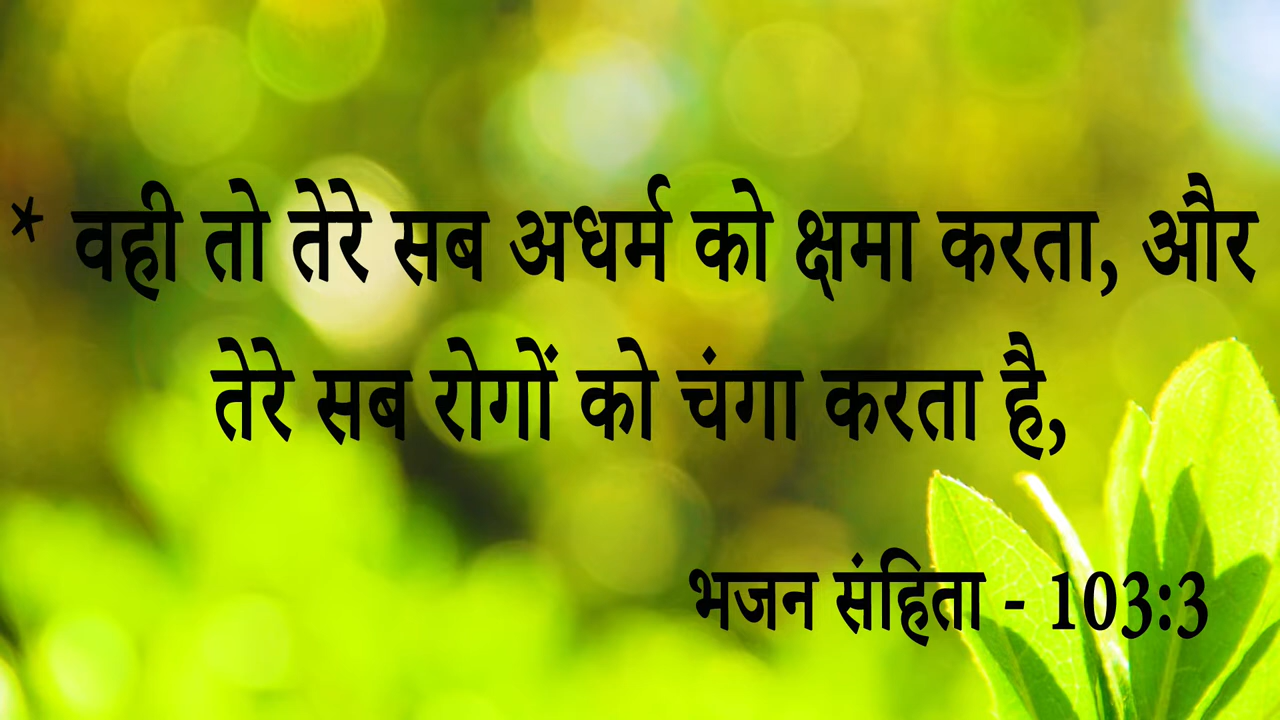 * वही तो तेरे सब अधर्म को क्षमा करता, और
तेरे सब रोगों को चंगा करता है,
भजन संहिता - 103:3